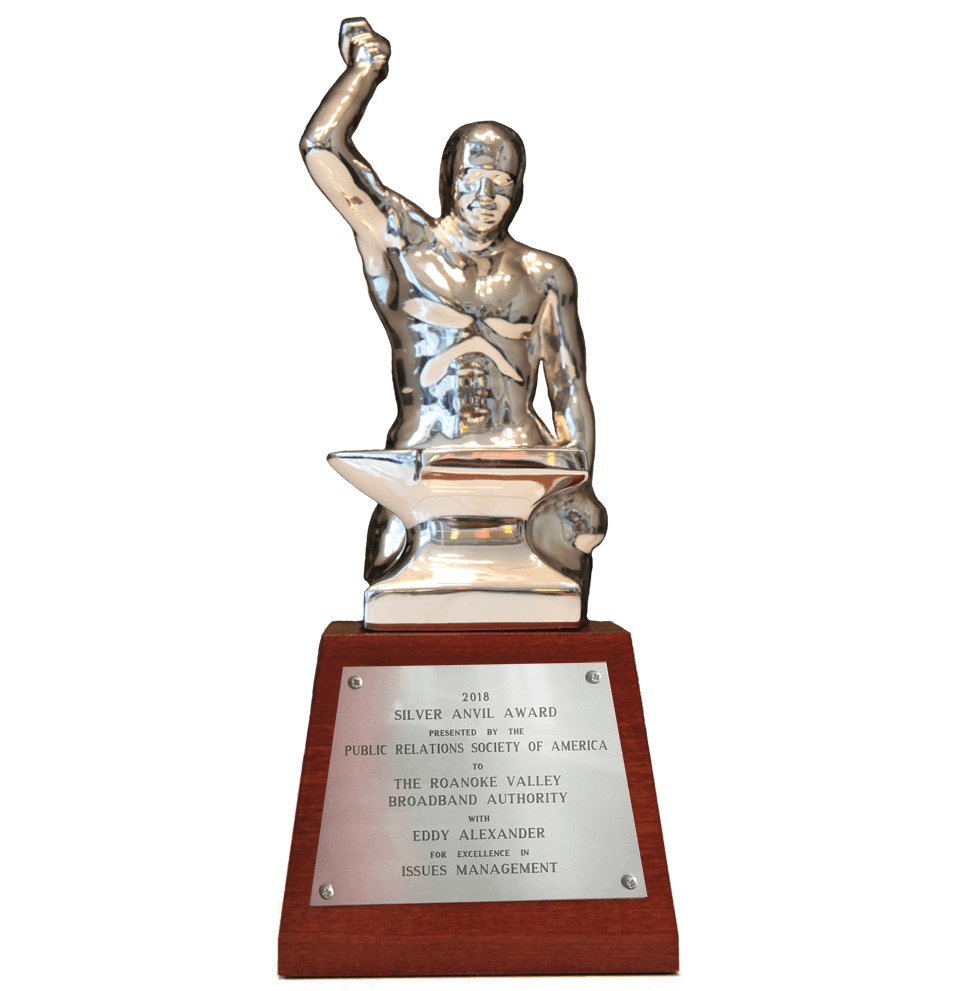 2018
SILVER ANVIL AWARD
PRESENTED BY THE
PUBLIC RELATIONS SOCIETY OF AMERICA
TO
THE ROANOKE VALLEY
BROADBAND AUTHORITY
WITH
EDDY ALEXANDER
FOR EXCELLENCE IN
ISSUES MANAGEMENT